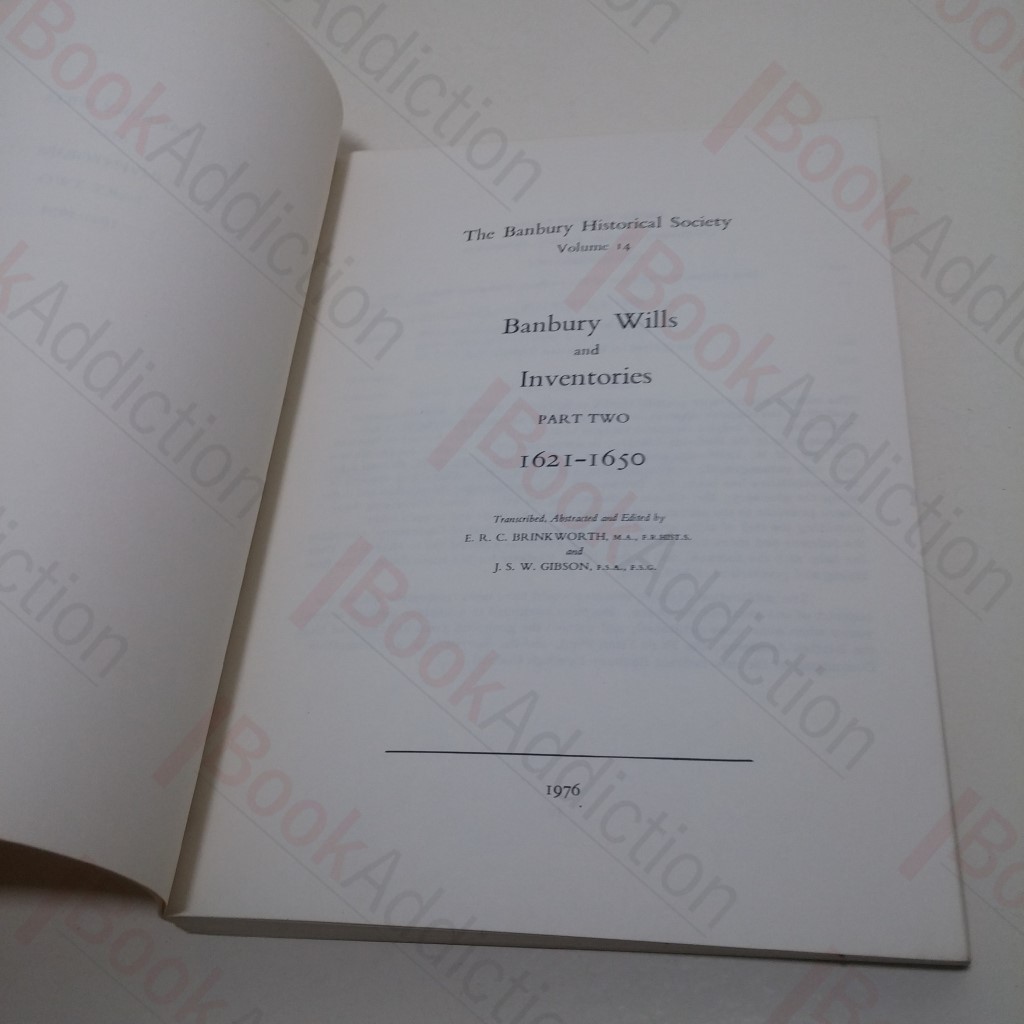 The Banbury Historical Society
Volume 14
Banbury Wills
and
Inventories
PART TWO
1621–1650
Transcribed, Abstracted and Edited by
E. R. C. BRINKWORTH, M.A., F.R.HIST.S.
and
J. S. W. GIBSON, F.S.A., F.S.G.
1976
BookAddiction